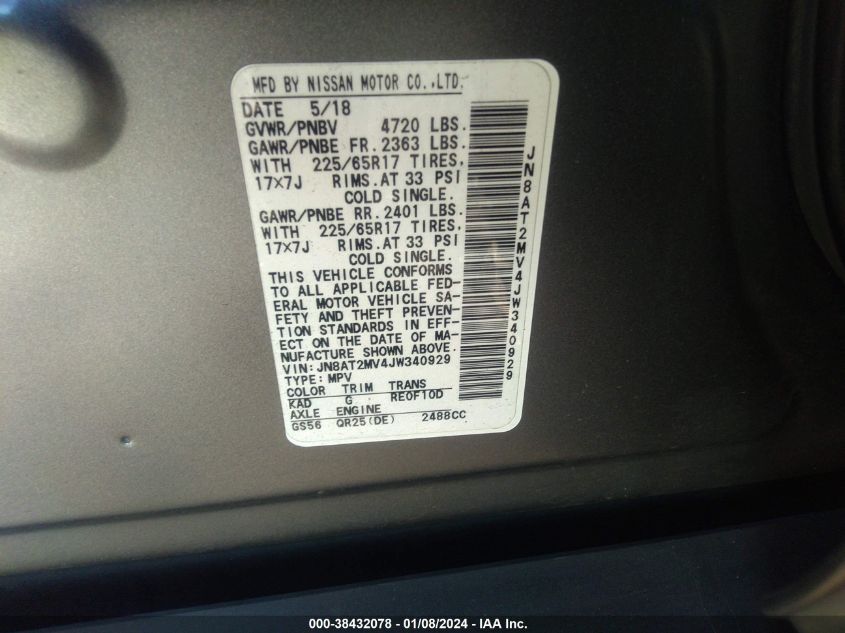 MFD BY NISSAN MOTOR CO.,LTD.
DATE 5/18
GVWR/PNBV 4720 LBS.
GAWR/PNBE FR. 2363 LBS.
WITH 225/65R17 TIRES,
17×7J RIMS. AT 33 PSI
COLD SINGLE.
GAWR/PNBE RR. 2401 LBS.
WITH 225/65R17 TIRES,
17×7J RIMS. AT 33 PSI
COLD SINGLE.
THIS VEHICLE CONFORMS
TO ALL APPLICABLE FED-
ERAL MOTOR VEHICLE SA-
FETY AND THEFT PREVEN-
TION STANDARDS IN EFF-
ECT ON THE DATE OF MA-
NUFACTURE SHOWN ABOVE.
VIN: JN8AT2MV4JW340929
TYPE: MPV
COLOR TRIM TRANS
KAD G RE0F10D
AXLE ENGINE
GS56 QR25(DE) 2488CC
JN8AT2MV4JW340929
000-38432078 - 01/08/2024 - IAA Inc.